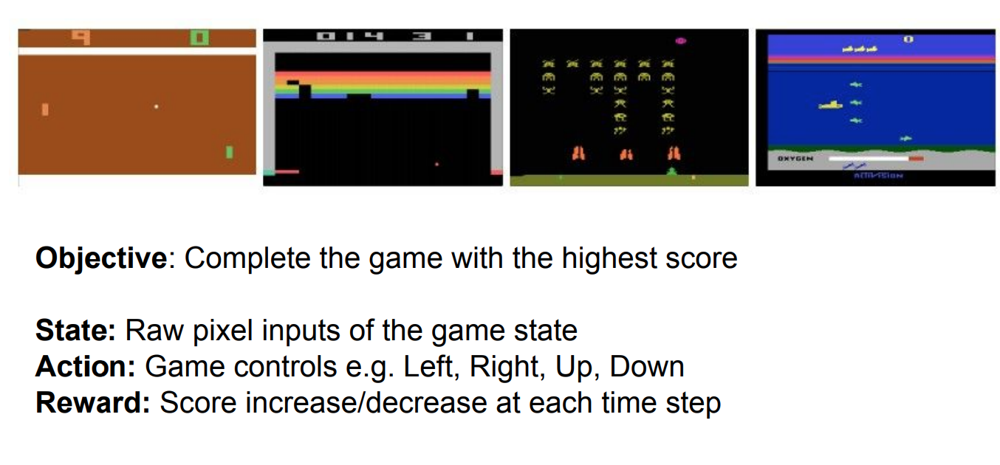 9 0
014 3 1
0
OXYGEN
ACTIVISION
Objective: Complete the game with the highest score
State: Raw pixel inputs of the game state
Action: Game controls e.g. Left, Right, Up, Down
Reward: Score increase/decrease at each time step